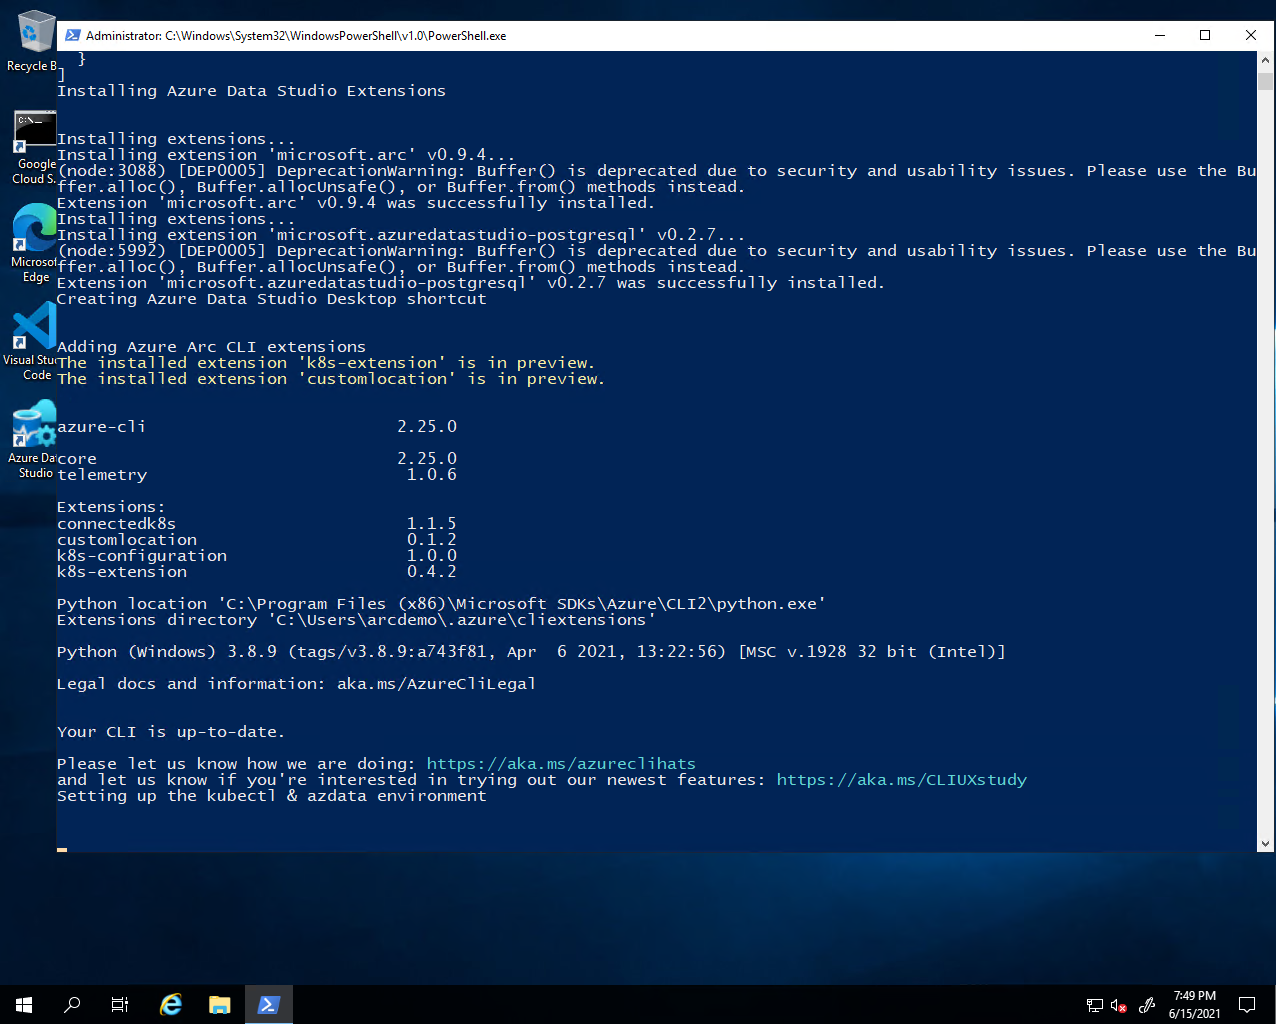 Administrator: C:\Windows\System32\WindowsPowerShell\v1.0\PowerShell.exe
Recycle B
Google
Cloud S..
Microsof
Edge
Visual Stu
Code
Azure Da
Studio
C:\._
}
]
Installing Azure Data Studio Extensions
Installing extensions...
Installing extension 'microsoft.arc' v0.9.4...
(node:3088) [DEP0005] DeprecationWarning: Buffer() is deprecated due to security and usability issues. Please use the Bu
ffer.alloc(), Buffer.allocUnsafe(), or Buffer.from() methods instead.
Extension 'microsoft.arc' v0.9.4 was successfully installed.
Installing extensions...
Installing extension 'microsoft.azuredatastudio-postgresql' v0.2.7...
(node:5992) [DEP0005] DeprecationWarning: Buffer() is deprecated due to security and usability issues. Please use the Bu
ffer.alloc(), Buffer.allocUnsafe(), or Buffer.from() methods instead.
Extension 'microsoft.azuredatastudio-postgresql' v0.2.7 was successfully installed.
Creating Azure Data Studio Desktop shortcut
Adding Azure Arc CLI extensions
The installed extension 'k8s-extension' is in preview.
The installed extension 'customlocation' is in preview.
azure-cli 2.25.0
core 2.25.0
telemetry 1.0.6
Extensions:
connectedk8s 1.1.5
customlocation 0.1.2
k8s-configuration 1.0.0
k8s-extension 0.4.2
Python location 'C:\Program Files (x86)\Microsoft SDKs\Azure\CLI2\python.exe'
Extensions directory 'C:\Users\arcdemo\.azure\cliextensions'
Python (Windows) 3.8.9 (tags/v3.8.9:a743f81, Apr  6 2021, 13:22:56) [MSC v.1928 32 bit (Intel)]
Legal docs and information: aka.ms/AzureCliLegal
Your CLI is up-to-date.
Please let us know how we are doing: https://aka.ms/azureclihats
and let us know if you're interested in trying out our newest features: https://aka.ms/CLIUXstudy
Setting up the kubectl & azdata environment
7:49 PM
6/15/2021